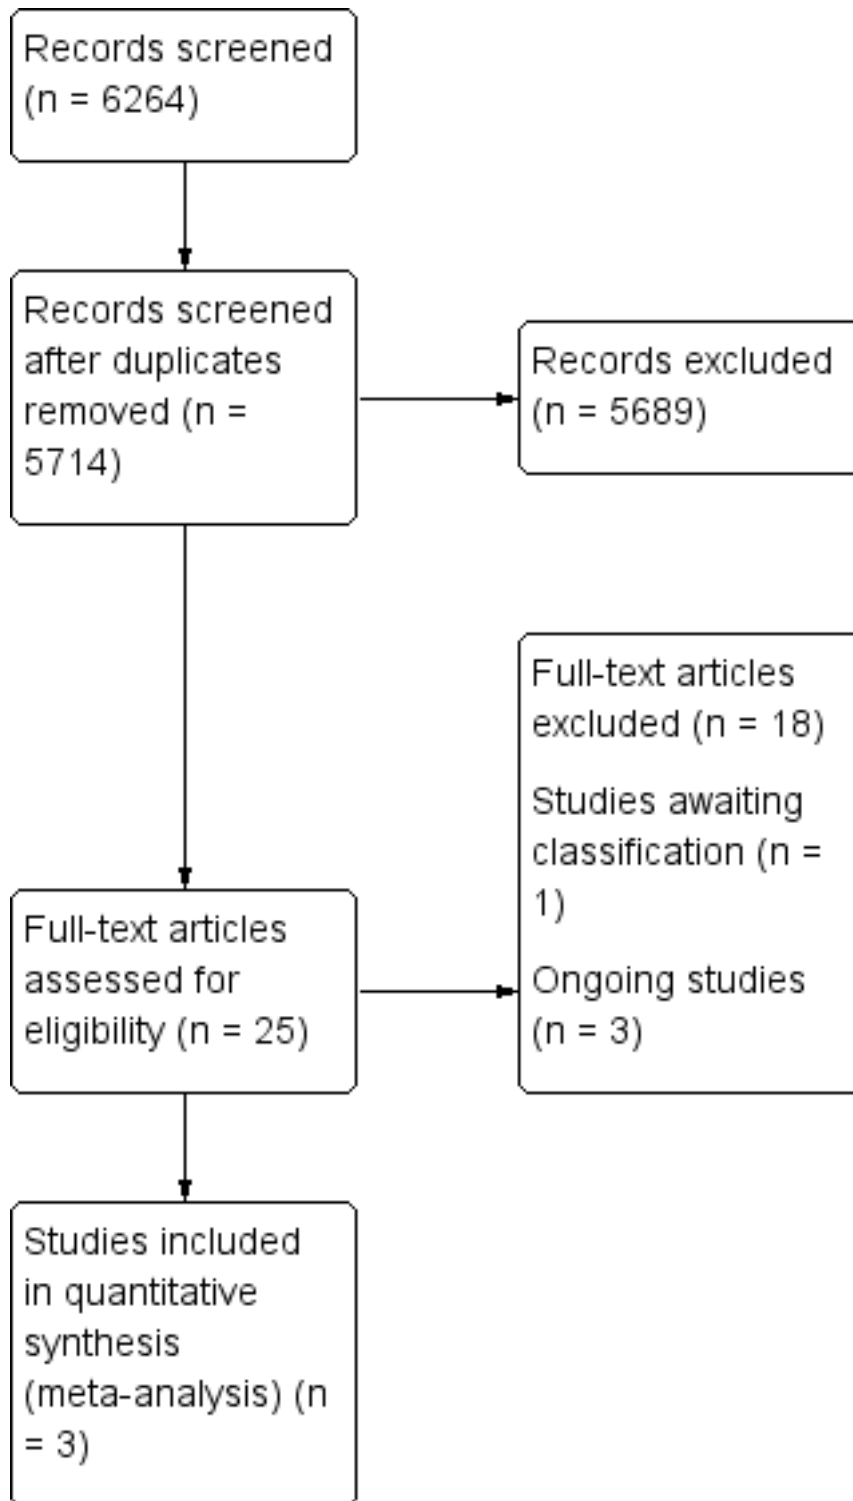 Records screened
(n = 6264)
Records screened
after duplicates
removed (n =
5714)
Records excluded
(n = 5689)
Full-text articles
assessed for
eligibility (n = 25)
Full-text articles
excluded (n = 18)
Studies awaiting
classification (n =
1)
Ongoing studies
(n = 3)
Studies included
in quantitative
synthesis
(meta-analysis) (n
= 3)